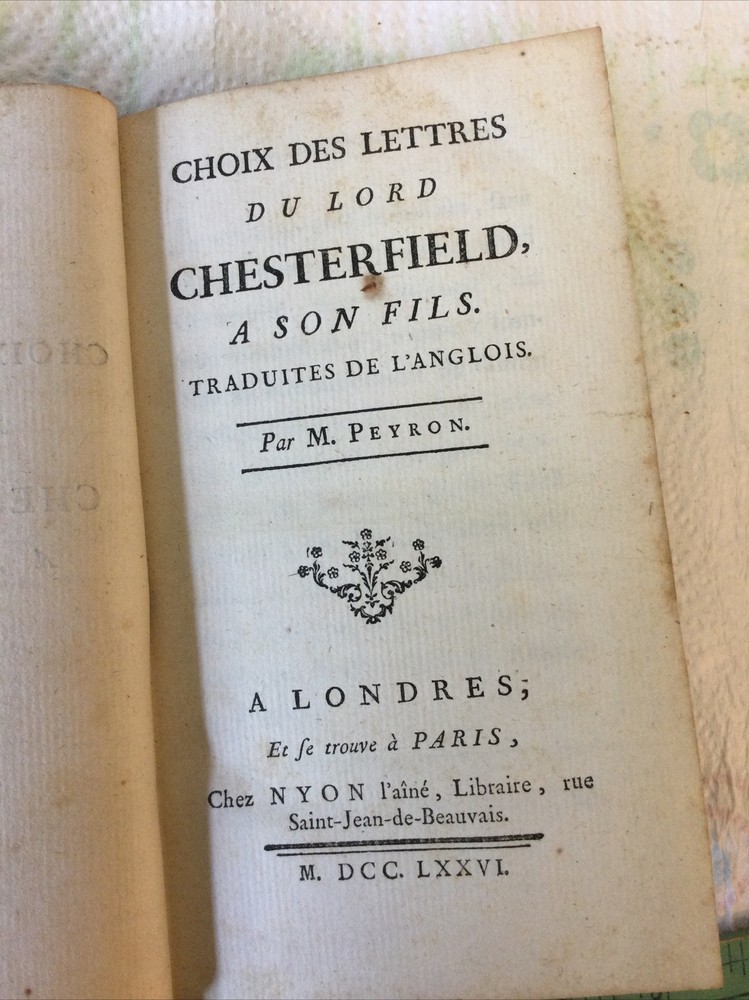 CHOIX DES LETTRES
DU LORD
CHESTERFIELD,
A SON FILS.
TRADUITES DE L'ANGLOIS.
Par M. PEYRON.
A LONDRES;
Et ſe trouve à PARIS,
Chez NYON l'aîné, Libraire, rue
Saint-Jean-de-Beauvais.
M. DCC. LXXVI.